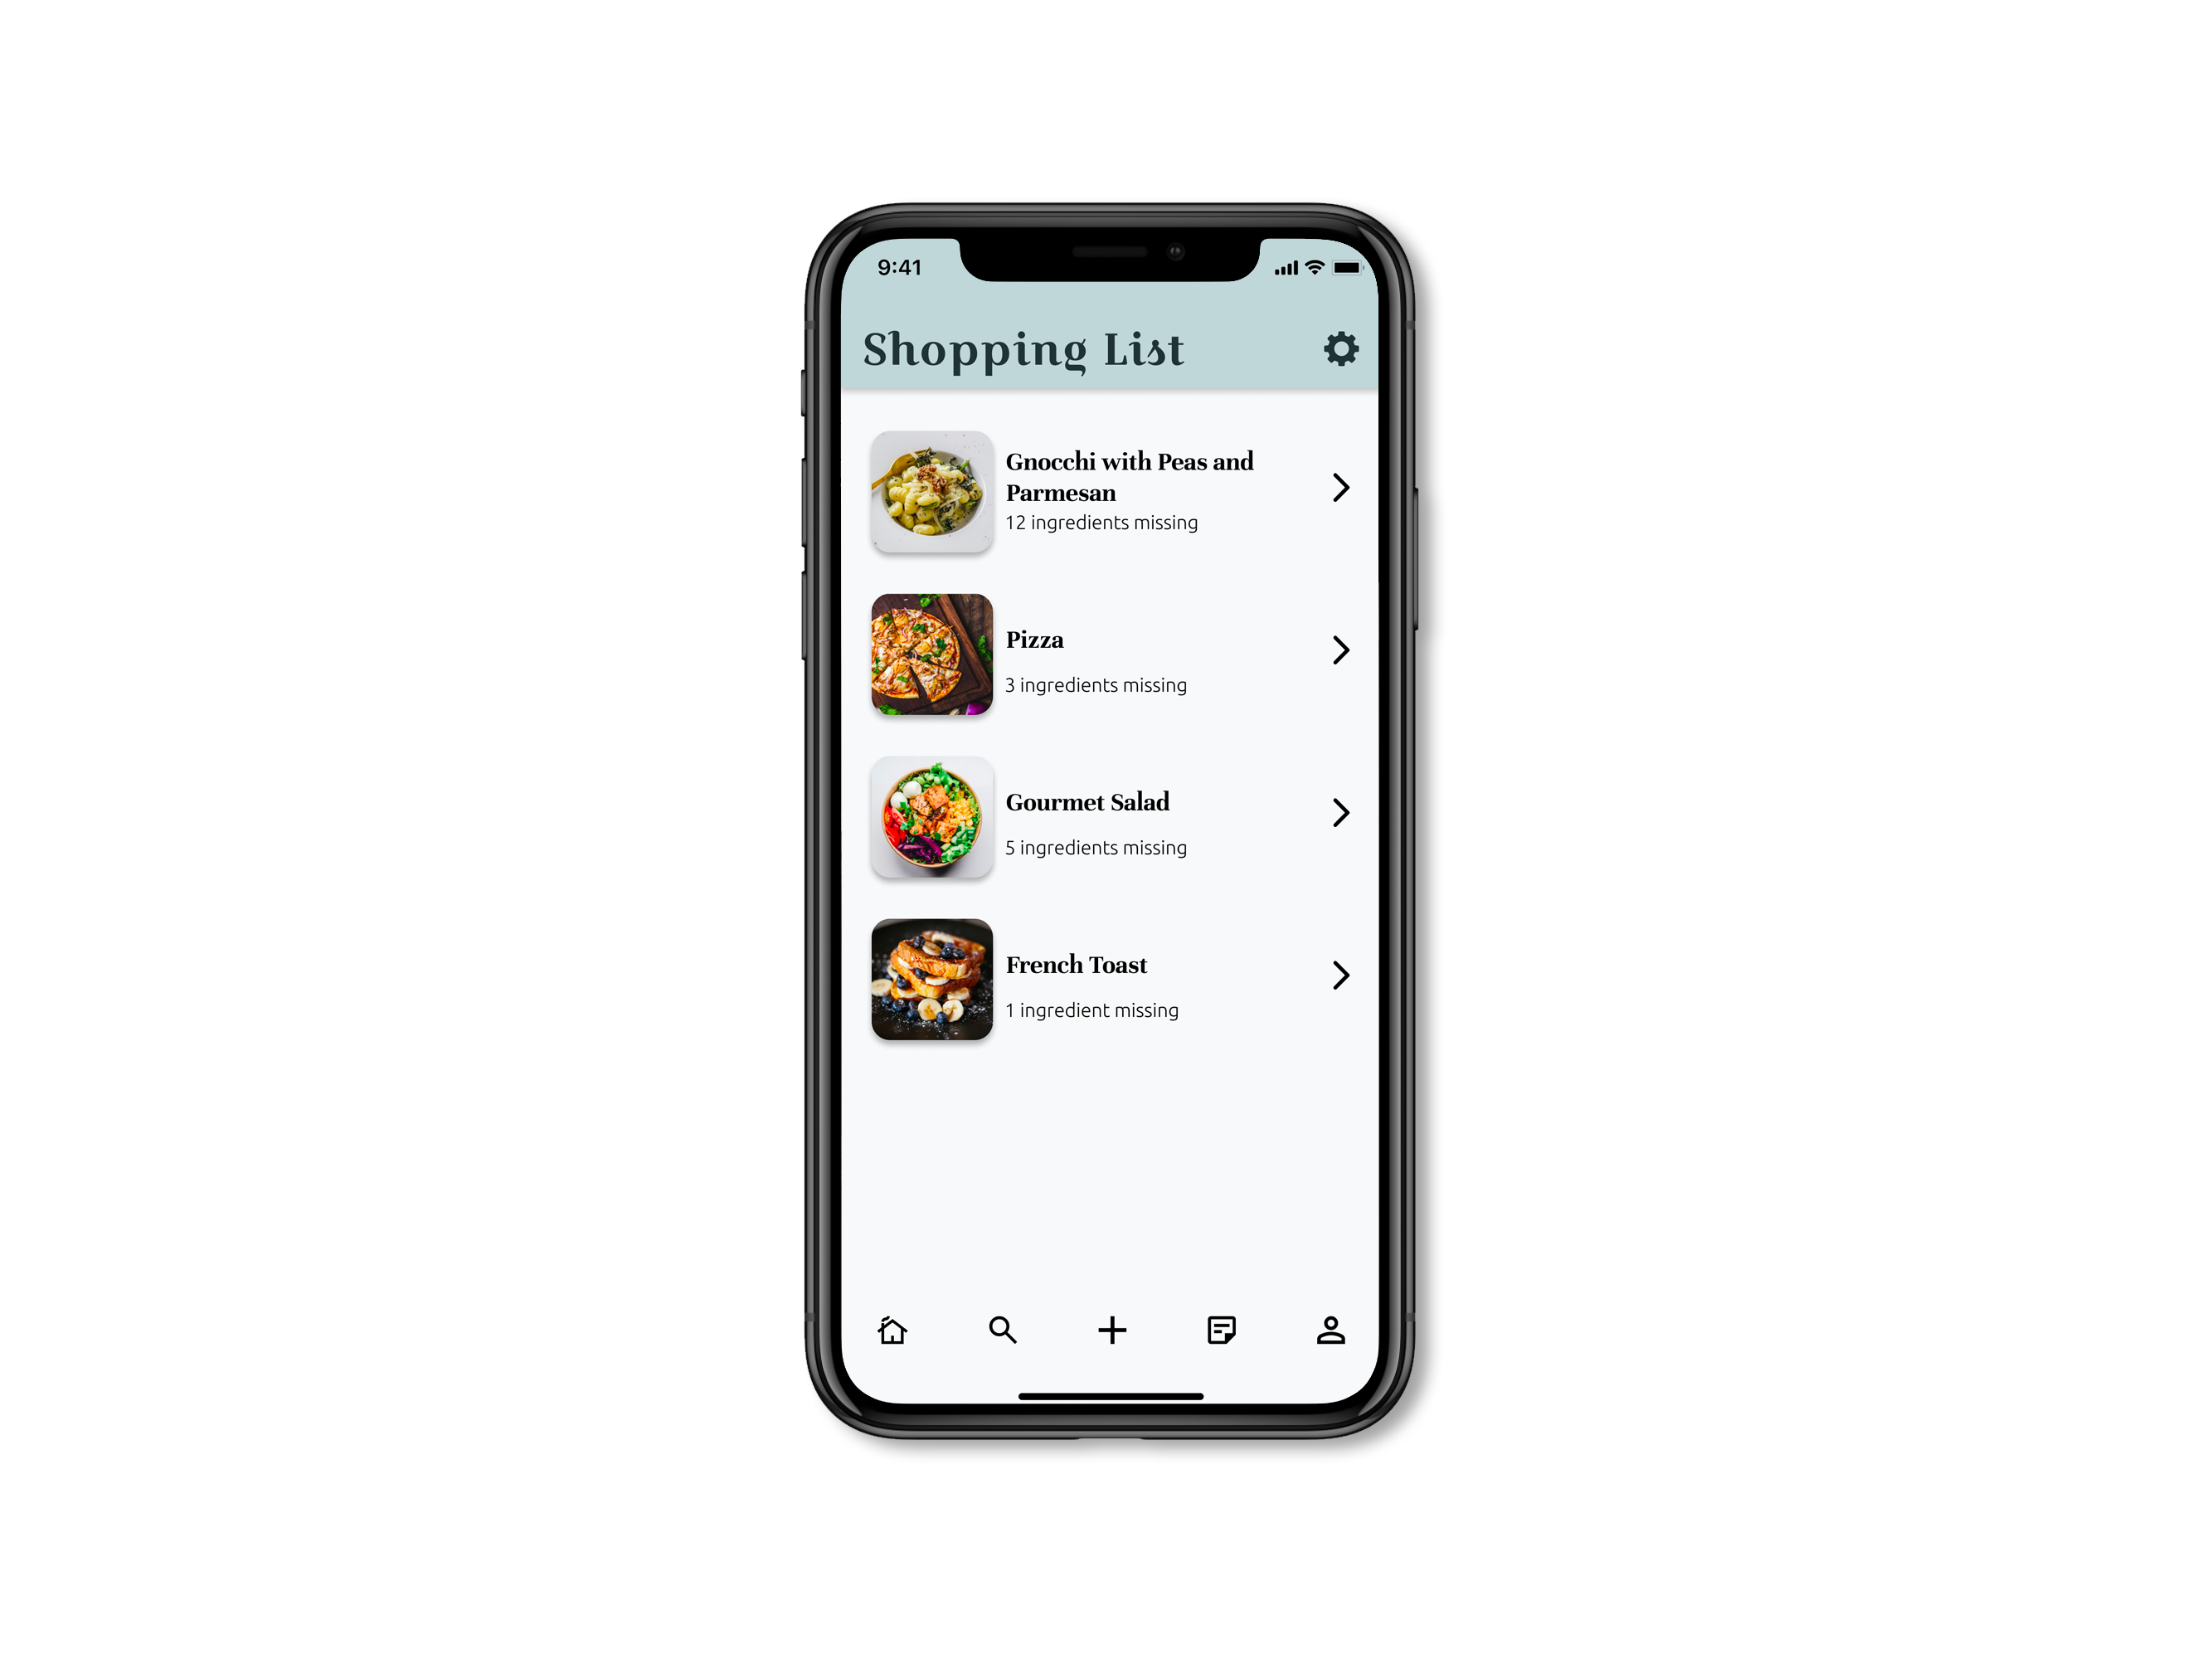 9:41
Shopping List
Gnocchi with Peas and
Parmesan
12 ingredients missing
Pizza
3 ingredients missing
Gourmet Salad
5 ingredients missing
French Toast
1 ingredient missing